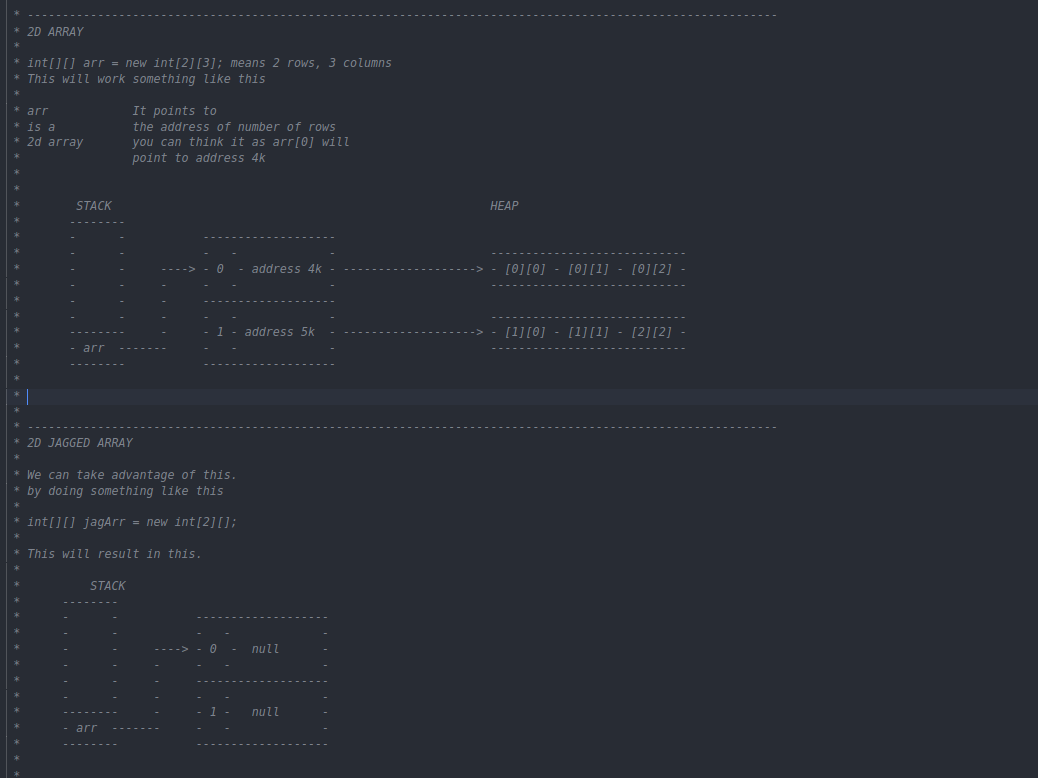 * -----------------------------------------------------------------------------------------------------------
* 2D ARRAY
*
* int[][] arr = new int[2][3]; means 2 rows, 3 columns
* This will work something like this
*
* arr            It points to
* is a           the address of number of rows
* 2d array       you can think it as arr[0] will
*                point to address 4k
*
*
*        STACK                                                      HEAP
*       --------
*       -      -           -------------------
*       -      -           -   -             -                      ----------------------------
*       -      -     ----> - 0  - address 4k - -------------------> - [0][0] - [0][1] - [0][2] -
*       -      -     -     -   -             -                      ----------------------------
*       -      -     -     -------------------
*       -      -     -     -   -             -                      ----------------------------
*       --------     -     - 1 - address 5k  - -------------------> - [1][0] - [1][1] - [2][2] -
*       - arr  -------     -   -             -                      ----------------------------
*       --------           -------------------
*
*
*
* -----------------------------------------------------------------------------------------------------------
* 2D JAGGED ARRAY
*
* We can take advantage of this.
* by doing something like this
*
* int[][] jagArr = new int[2][];
*
* This will result in this.
*
*          STACK
*      --------
*      -      -           -------------------
*      -      -           -   -             -
*      -      -     ----> - 0  -  null      -
*      -      -     -     -   -             -
*      -      -     -     -------------------
*      -      -     -     -   -             -
*      --------     -     - 1 -   null      -
*      - arr  -------     -   -             -
*      --------           -------------------
*
*